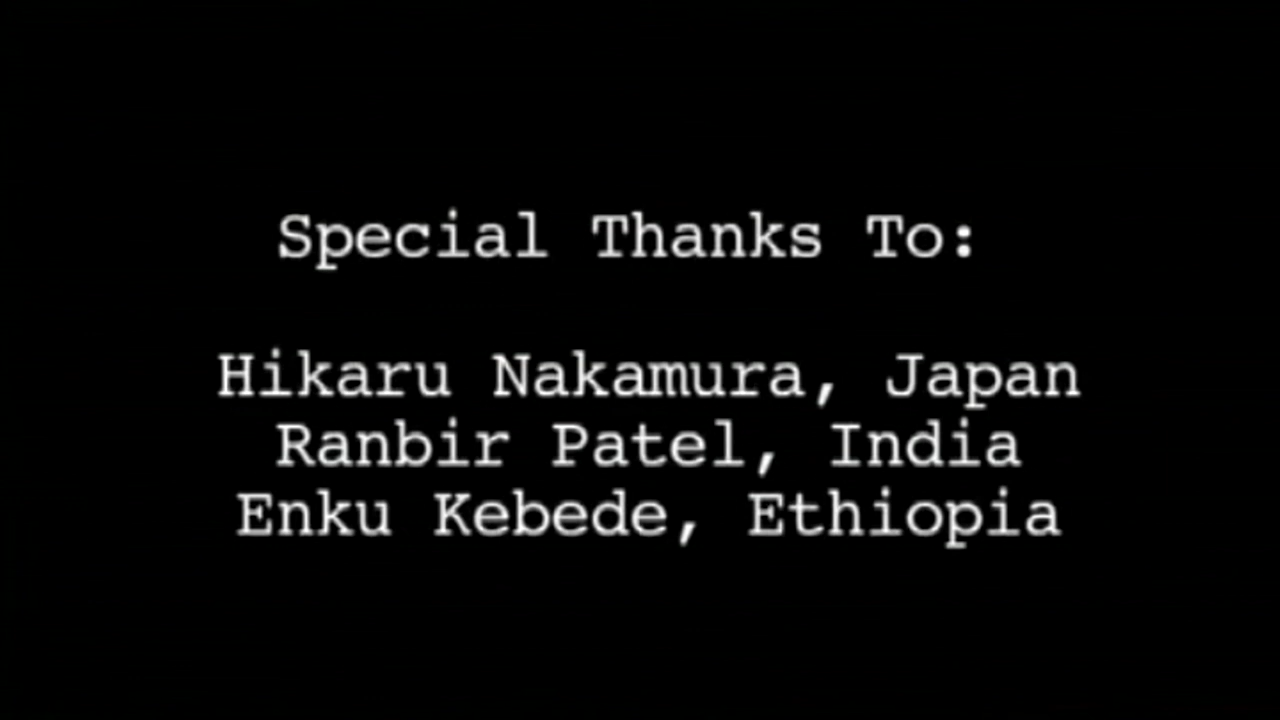 Special Thanks To:
Hikaru Nakamura, Japan
Ranbir Patel, India
Enku Kebede, Ethiopia